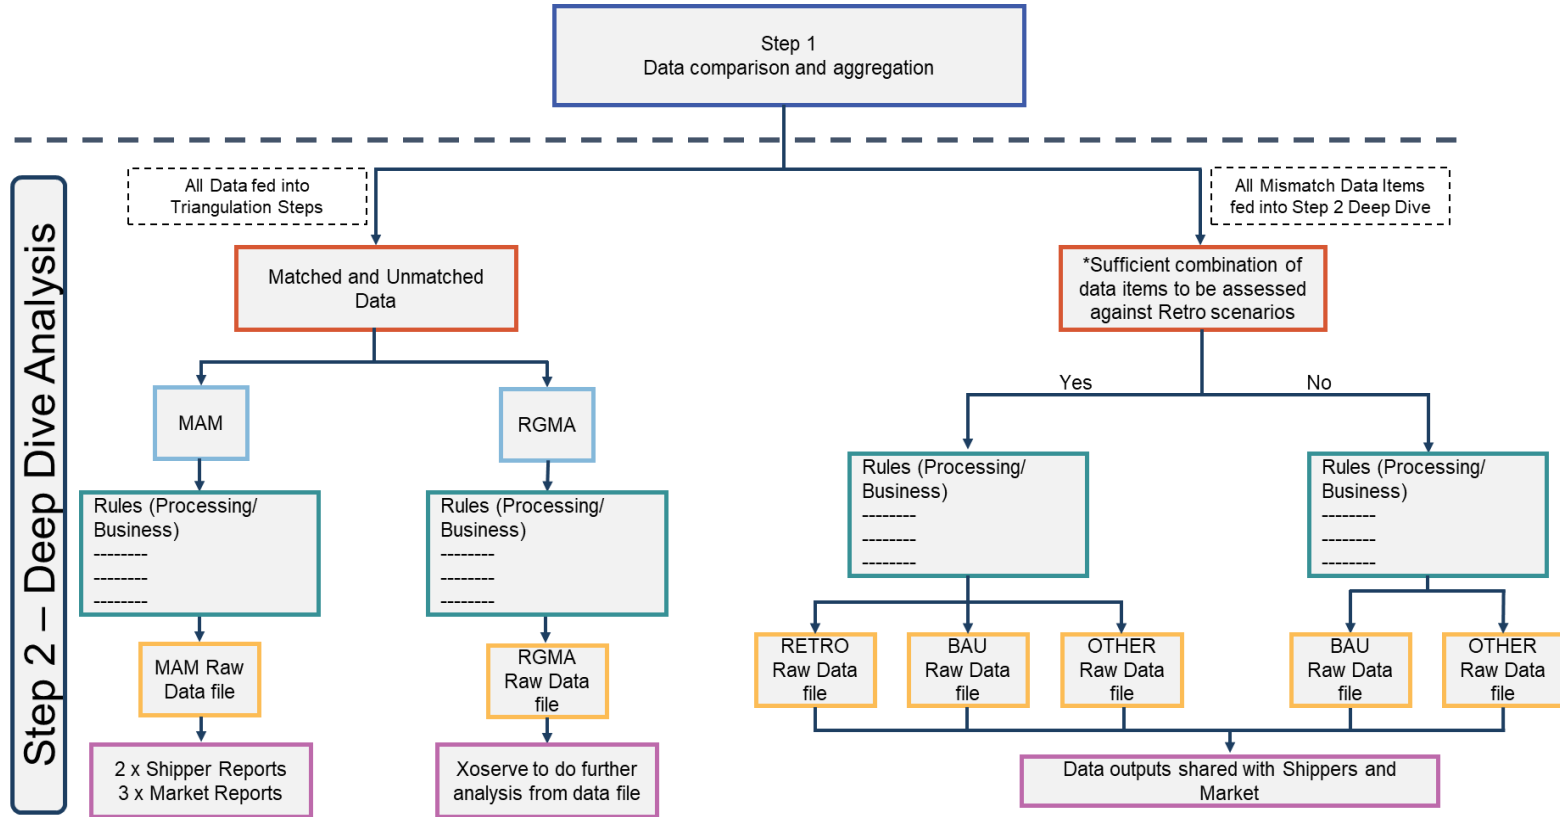 Step 1
Data comparison and aggregation
All Data fed into
Triangulation Steps
All Mismatch Data Items
fed into Step 2 Deep Dive
Step 2 – Deep Dive Analysis
Matched and Unmatched
Data
*Sufficient combination of
data items to be assessed
against Retro scenarios
Yes
No
MAM
RGMA
Rules (Processing/
Business)
--------
--------
--------
Rules (Processing/
Business)
--------
--------
--------
Rules (Processing/
Business)
--------
--------
--------
Rules (Processing/
Business)
--------
--------
--------
MAM Raw
Data file
RGMA
Raw Data
file
RETRO
Raw Data
file
BAU
Raw Data
file
OTHER
Raw Data
file
BAU
Raw Data
file
OTHER
Raw Data
file
2 x Shipper Reports
3 x Market Reports
Xoserve to do further
analysis from data file
Data outputs shared with Shippers and
Market